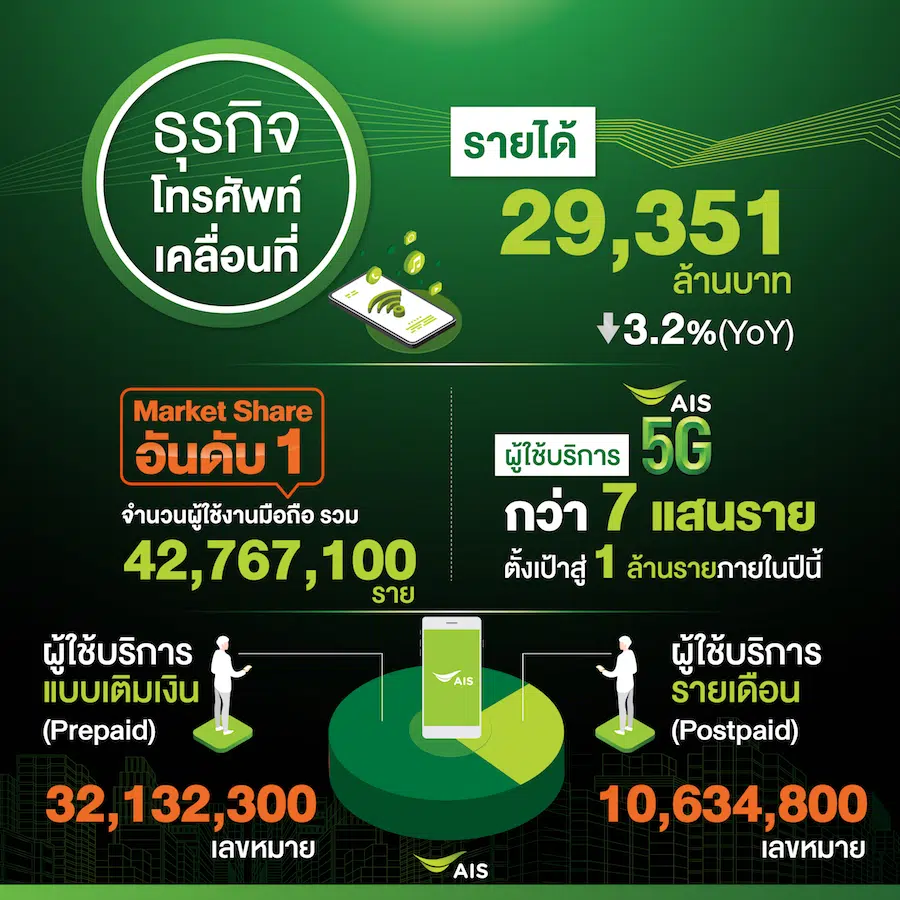 ธุรกิจ
โทรศัพท์
เคลื่อนที่
รายได้
29,351
ล้านบาท
3.2%(YoY)
Market Share
อันดับ 1
จำนวนผู้ใช้งานมือถือ รวม
42,767,100
ราย
AIS
5G
ผู้ใช้บริการ
กว่า 7 แสนราย
ตั้งเป้าสู่ 1 ล้านรายภายในปีนี้
ผู้ใช้บริการ
แบบเติมเงิน
(Prepaid)
32,132,300
เลขหมาย
AIS
ผู้ใช้บริการ
รายเดือน
(Postpaid)
10,634,800
เลขหมาย
AIS